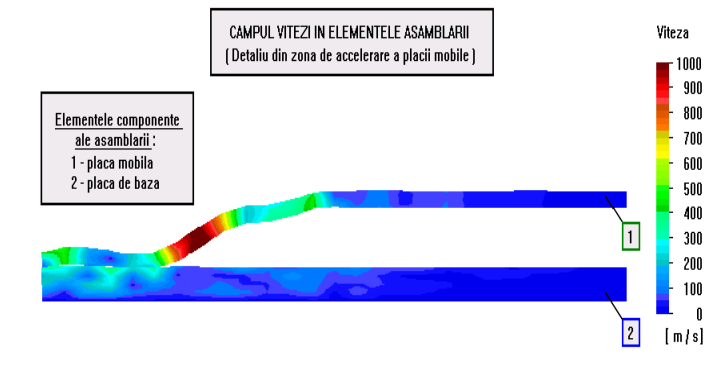 CAMPUL VITEZI IN ELEMENTELE ASAMBLARII
( Detaliu din zona de accelerare a placii mobile )
Viteza
Elementele componente
ale asamblarii :
1 - placa mobila
2 - placa de baza
1000
900
800
700
600
500
400
300
200
100
0
[ m / s ]
1
2